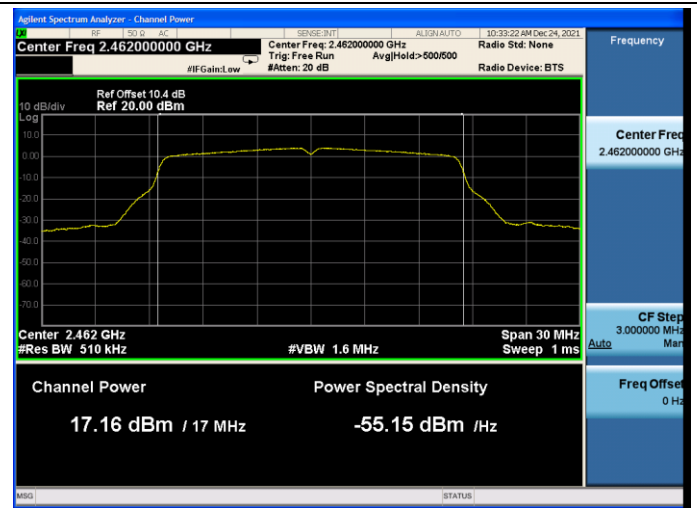 Agilent Spectrum Analyzer - Channel Power
RF 50 Ω AC SENSE:INT ALIGN AUTO 10:33:22 AM Dec 24, 2021
Center Freq 2.462000000 GHz
Center Freq: 2.462000000 GHz
Radio Std: None
Trig: Free Run Avg|Hold:>500/500
#IFGain:Low
#Atten: 20 dB
Radio Device: BTS
Ref Offset 10.4 dB
10 dB/div Ref 20.00 dBm
Log
10.0
0.00
-10.0
-20.0
-30.0
-40.0
-50.0
-60.0
-70.0
Center 2.462 GHz Span 30 MHz
#Res BW 510 kHz #VBW 1.6 MHz Sweep 1 ms
Channel Power Power Spectral Density
17.16 dBm / 17 MHz -55.15 dBm /Hz
Frequency
Center Freq
2.462000000 GHz
CF Step
3.000000 MHz
Auto Man
Freq Offset
0 Hz
MSG STATUS